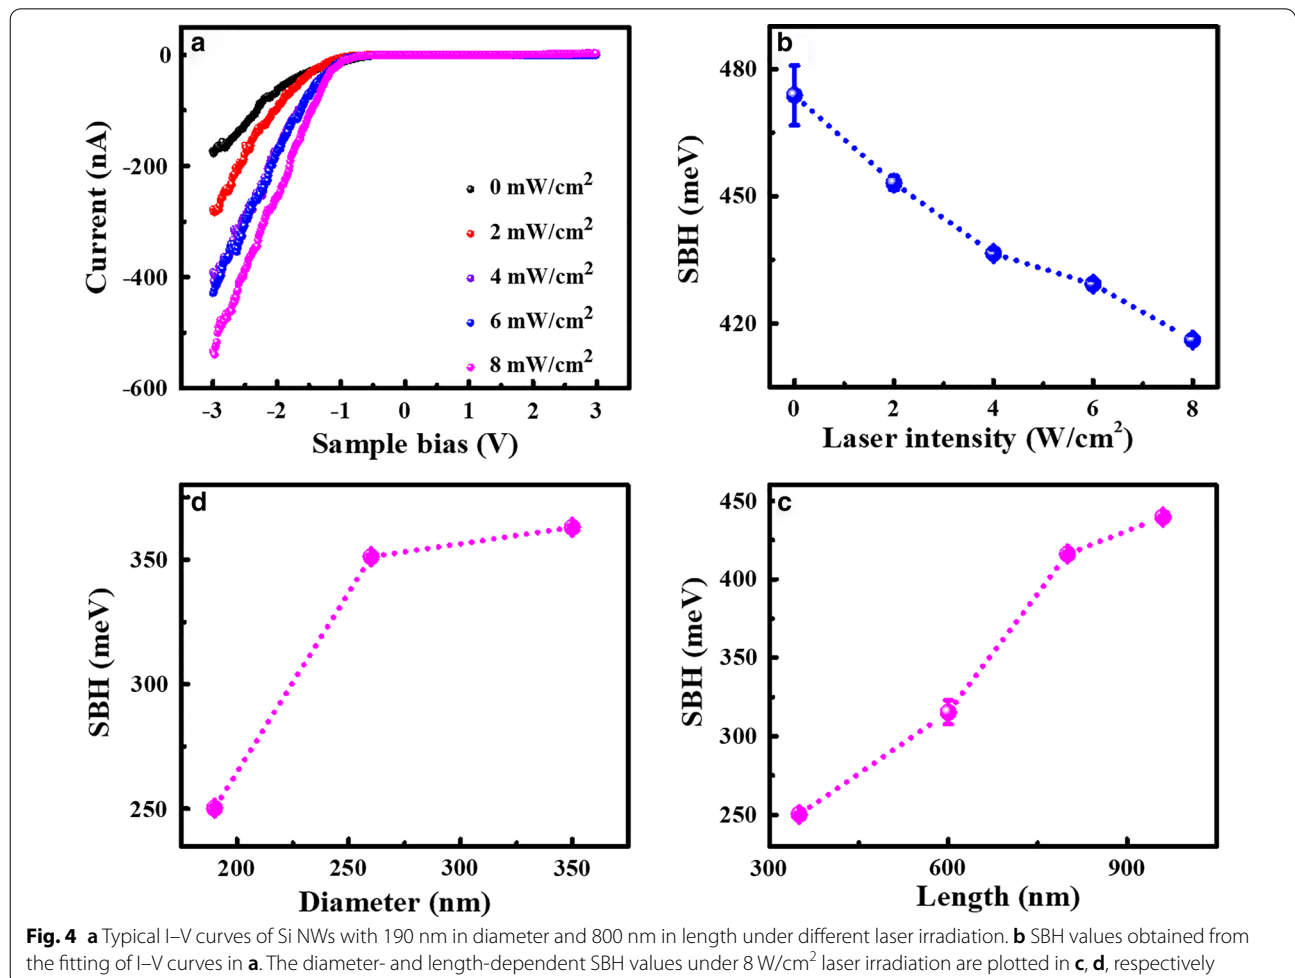 a
0
-200
-400
-600
Current (nA)
0 mW/cm²
2 mW/cm²
4 mW/cm²
6 mW/cm²
8 mW/cm²
-3 -2 -1 0 1 2 3
Sample bias (V)
b
480
450
420
SBH (meV)
0 2 4 6 8
Laser intensity (W/cm²)
d
350
300
250
SBH (meV)
200 250 300 350
Diameter (nm)
c
450
400
350
300
250
SBH (meV)
300 600 900
Length (nm)
Fig. 4 a Typical I–V curves of Si NWs with 190 nm in diameter and 800 nm in length under different laser irradiation. b SBH values obtained from
the fitting of I–V curves in a. The diameter- and length-dependent SBH values under 8 W/cm² laser irradiation are plotted in c, d, respectively